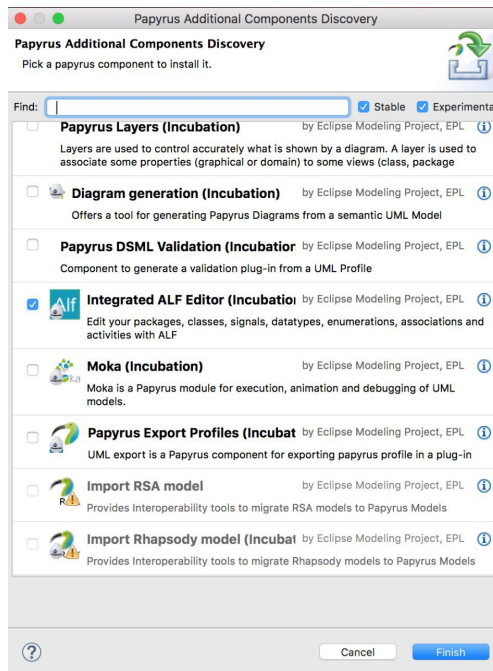 Papyrus Additional Components Discovery
Papyrus Additional Components Discovery
Pick a papyrus component to install it.
Find:
Stable
Experimenta
Papyrus Layers (Incubation) by Eclipse Modeling Project, EPL
Layers are used to control accurately what is shown by a diagram. A layer is used to
associate some properties (graphical or domain) to some views (class, package
Diagram generation (Incubation) by Eclipse Modeling Project, EPL
Offers a tool for generating Papyrus Diagrams from a semantic UML Model
Papyrus DSML Validation (Incubation by Eclipse Modeling Project, EPL
Component to generate a validation plug-in from a UML Profile
Alf
Integrated ALF Editor (Incubation by Eclipse Modeling Project, EPL
Edit your packages, classes, signals, datatypes, enumerations, associations and
activities with ALF
Moka (Incubation) by Eclipse Modeling Project, EPL
Moka is a Papyrus module for execution, animation and debugging of UML
models.
Papyrus Export Profiles (Incubat by Eclipse Modeling Project, EPL
UML export is a Papyrus component for exporting papyrus profile in a plug-in
Import RSA model by Eclipse Modeling Project, EPL
Provides Interoperability tools to migrate RSA models to Papyrus Models
Import Rhapsody model (Incubat by Eclipse Modeling Project, EPL
Provides Interoperability tools to migrate Rhapsody models to Papyrus Models
?
Cancel
Finish